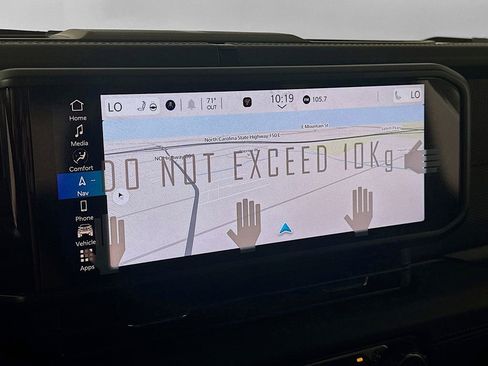 LO
71°
OUT
10:19
105.7
LO
Home
Media
Comfort
Nav
Phone
Vehicle
Apps
E Mountain St
North Carolina State Highway 150 E
DO NOT EXCEED 10Kg